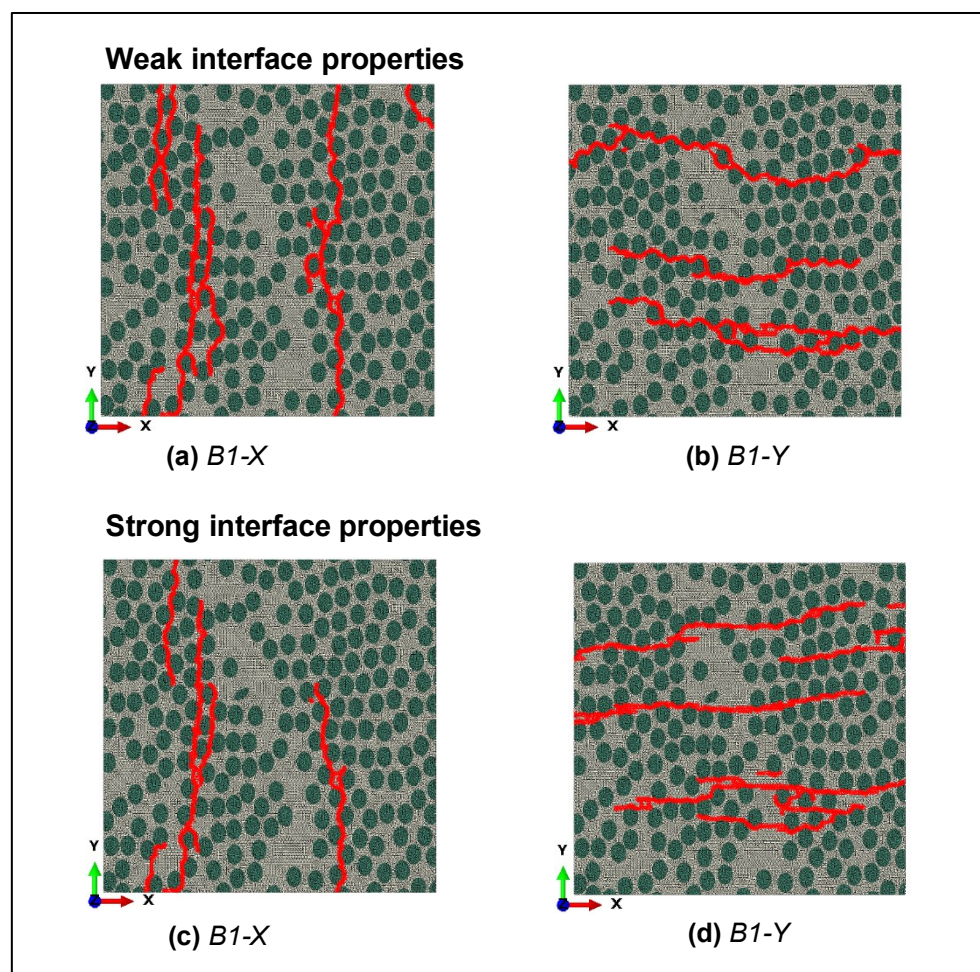 Weak interface properties
Y
X
Z
(a) B1-X
Y
X
Z
(b) B1-Y
Strong interface properties
Y
X
Z
(c) B1-X
Y
X
Z
(d) B1-Y